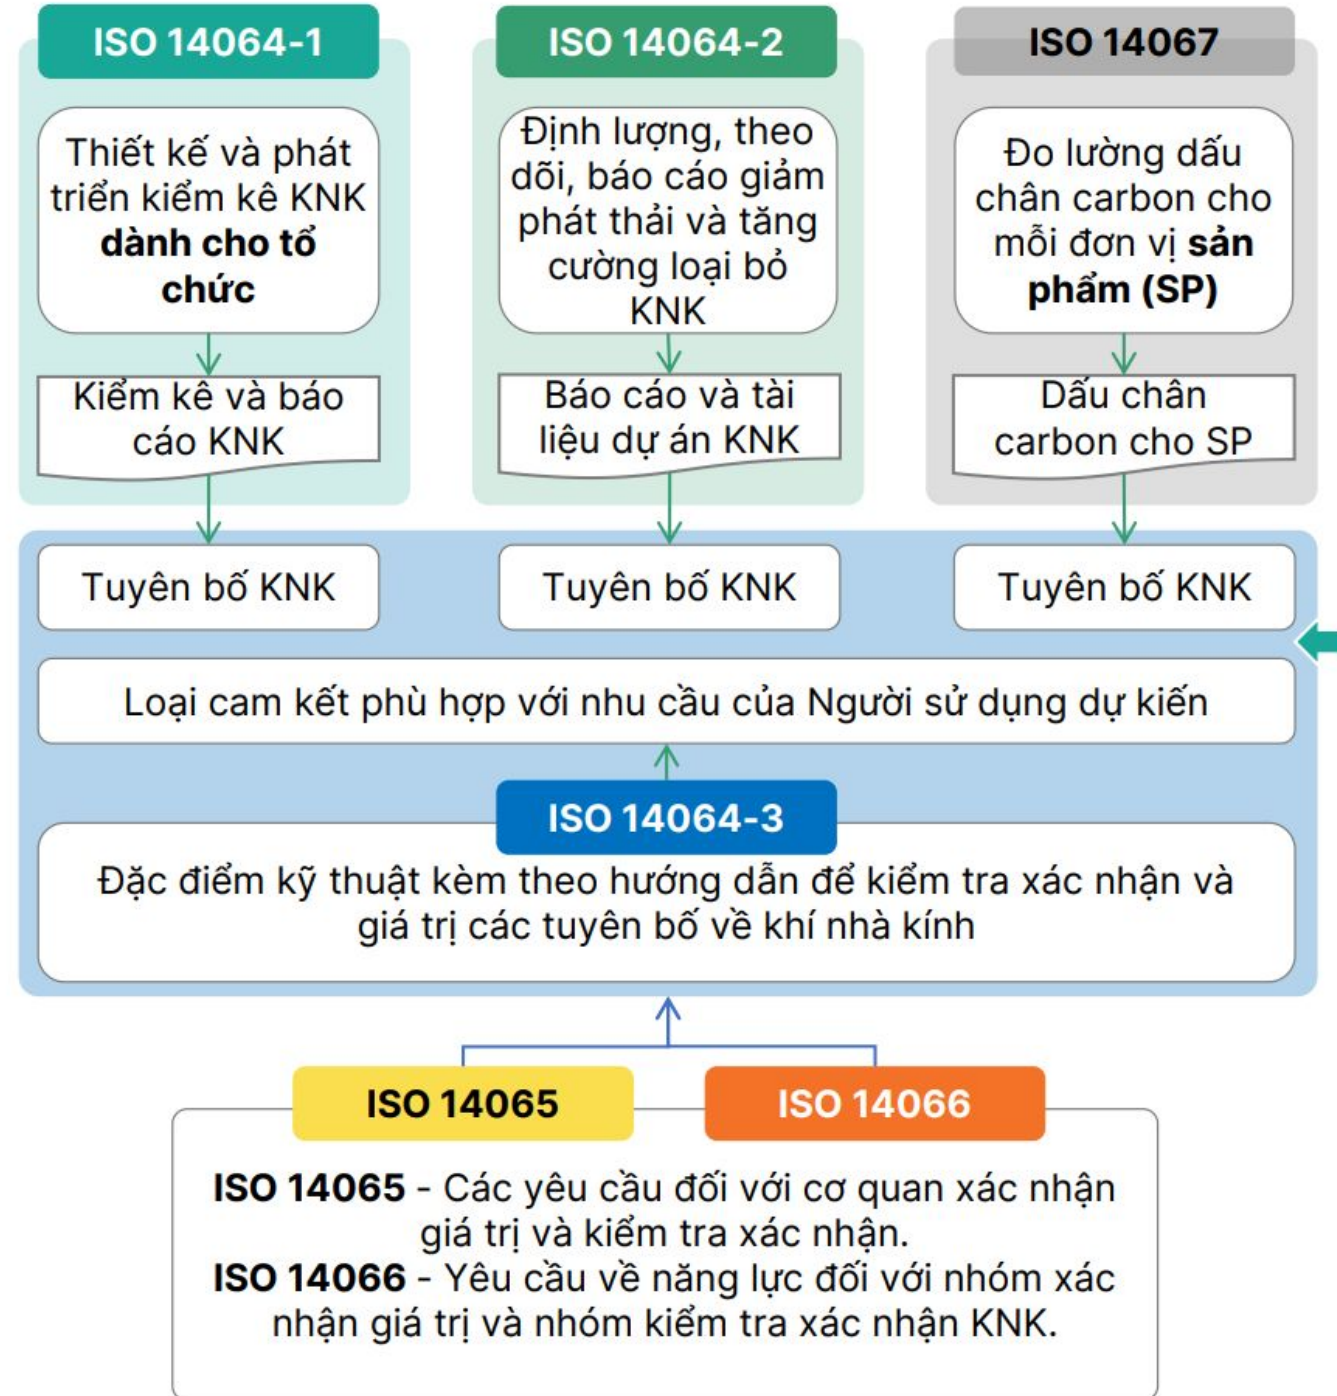 ISO 14064-1
Thiết kế và phát
triển kiểm kê KNK
dành cho tổ
chức
Kiểm kê và báo
cáo KNK
ISO 14064-2
Định lượng, theo
dõi, báo cáo giảm
phát thải và tăng
cường loại bỏ
KNK
Báo cáo và tài
liệu dự án KNK
ISO 14067
Đo lường dấu
chân carbon cho
mỗi đơn vị sản
phẩm (SP)
Dấu chân
carbon cho SP
Tuyên bố KNK
Tuyên bố KNK
Tuyên bố KNK
Loại cam kết phù hợp với nhu cầu của Người sử dụng dự kiến
ISO 14064-3
Đặc điểm kỹ thuật kèm theo hướng dẫn để kiểm tra xác nhận và
giá trị các tuyên bố về khí nhà kính
ISO 14065
ISO 14066
ISO 14065 - Các yêu cầu đối với cơ quan xác nhận
giá trị và kiểm tra xác nhận.
ISO 14066 - Yêu cầu về năng lực đối với nhóm xác
nhận giá trị và nhóm kiểm tra xác nhận KNK.